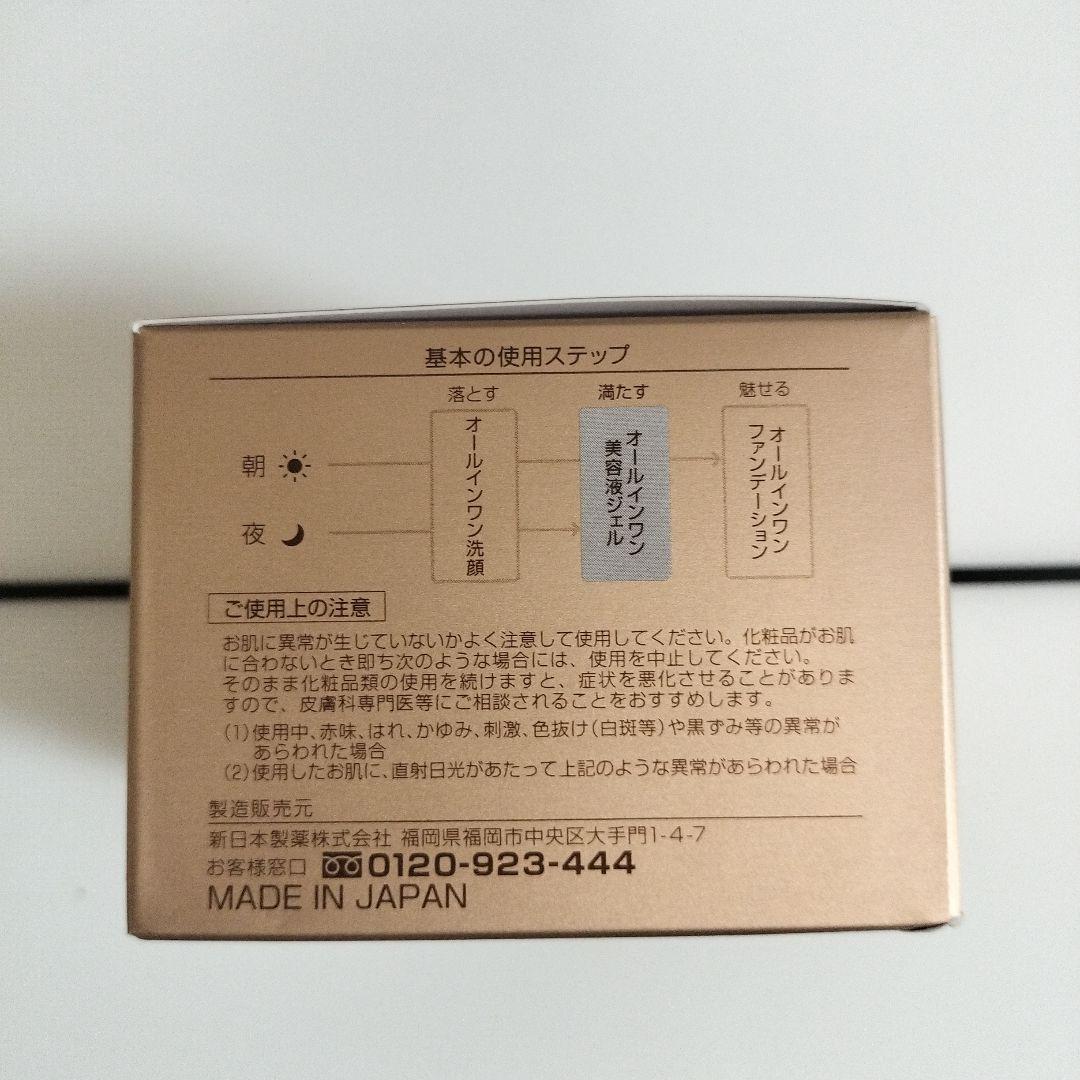 基本の使用ステップ
落とす
満たす
魅せる
朝
夜
オールインワン洗顔
オールインワン
美容液ジェル
オールインワン
ファンデーション
ご使用上の注意
お肌に異常が生じていないかよく注意して使用してください。化粧品がお肌
に合わないとき即ち次のような場合には、使用を中止してください。
そのまま化粧品類の使用を続けますと、症状を悪化させることがありま
すので、皮膚科専門医等にご相談されることをおすすめします。
(1)使用中、赤味、はれ、かゆみ、刺激、色抜け(白斑等)や黒ずみ等の異常が
あらわれた場合
(2)使用したお肌に、直射日光があたって上記のような異常があらわれた場合
製造販売元
新日本製薬株式会社 福岡県福岡市中央区大手門1-4-7
お客様窓口 0120-923-444
MADE IN JAPAN